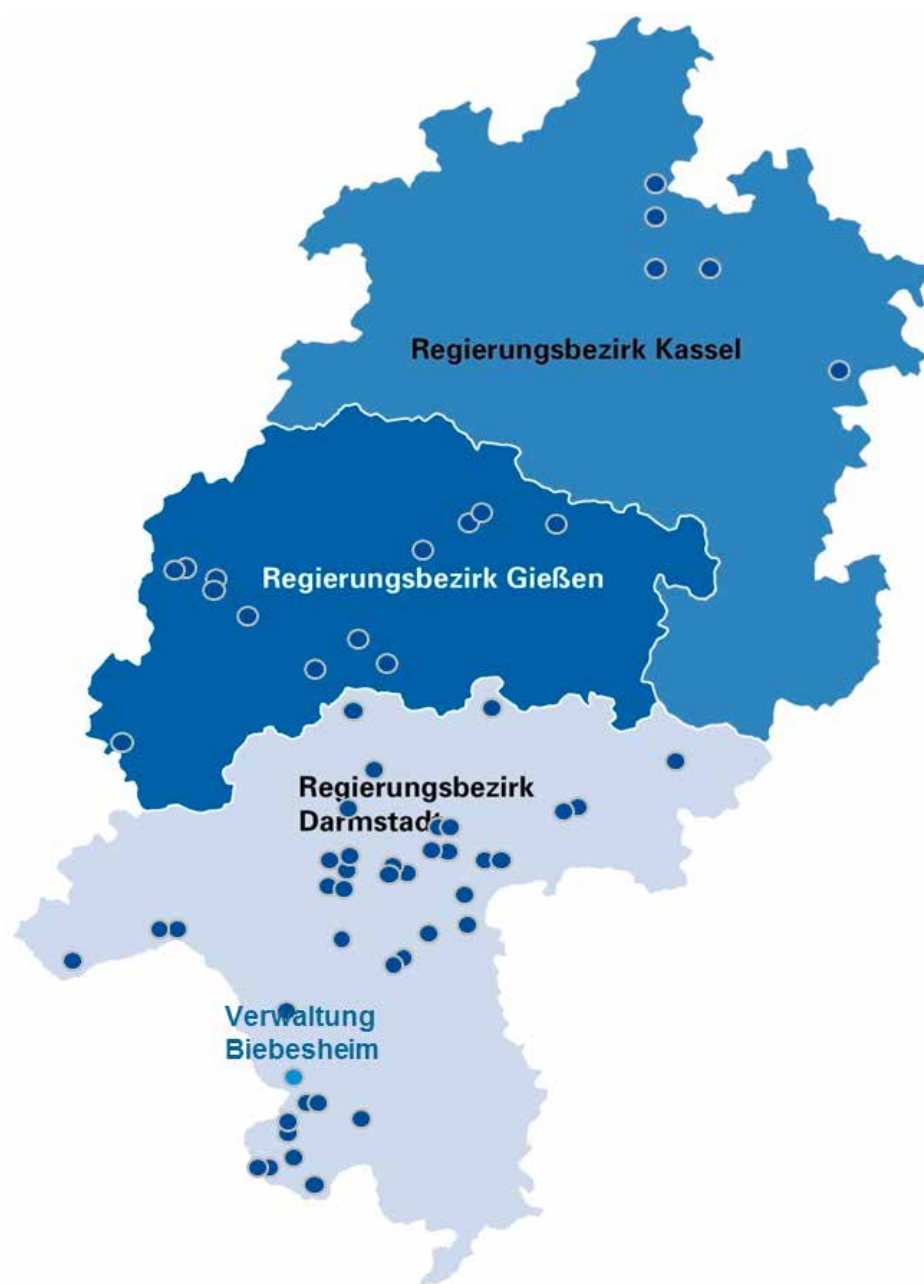 Regierungsbezirk Kassel
Regierungsbezirk Gießen
Regierungsbezirk
Darmstadt
Verwaltung
Biebesheim